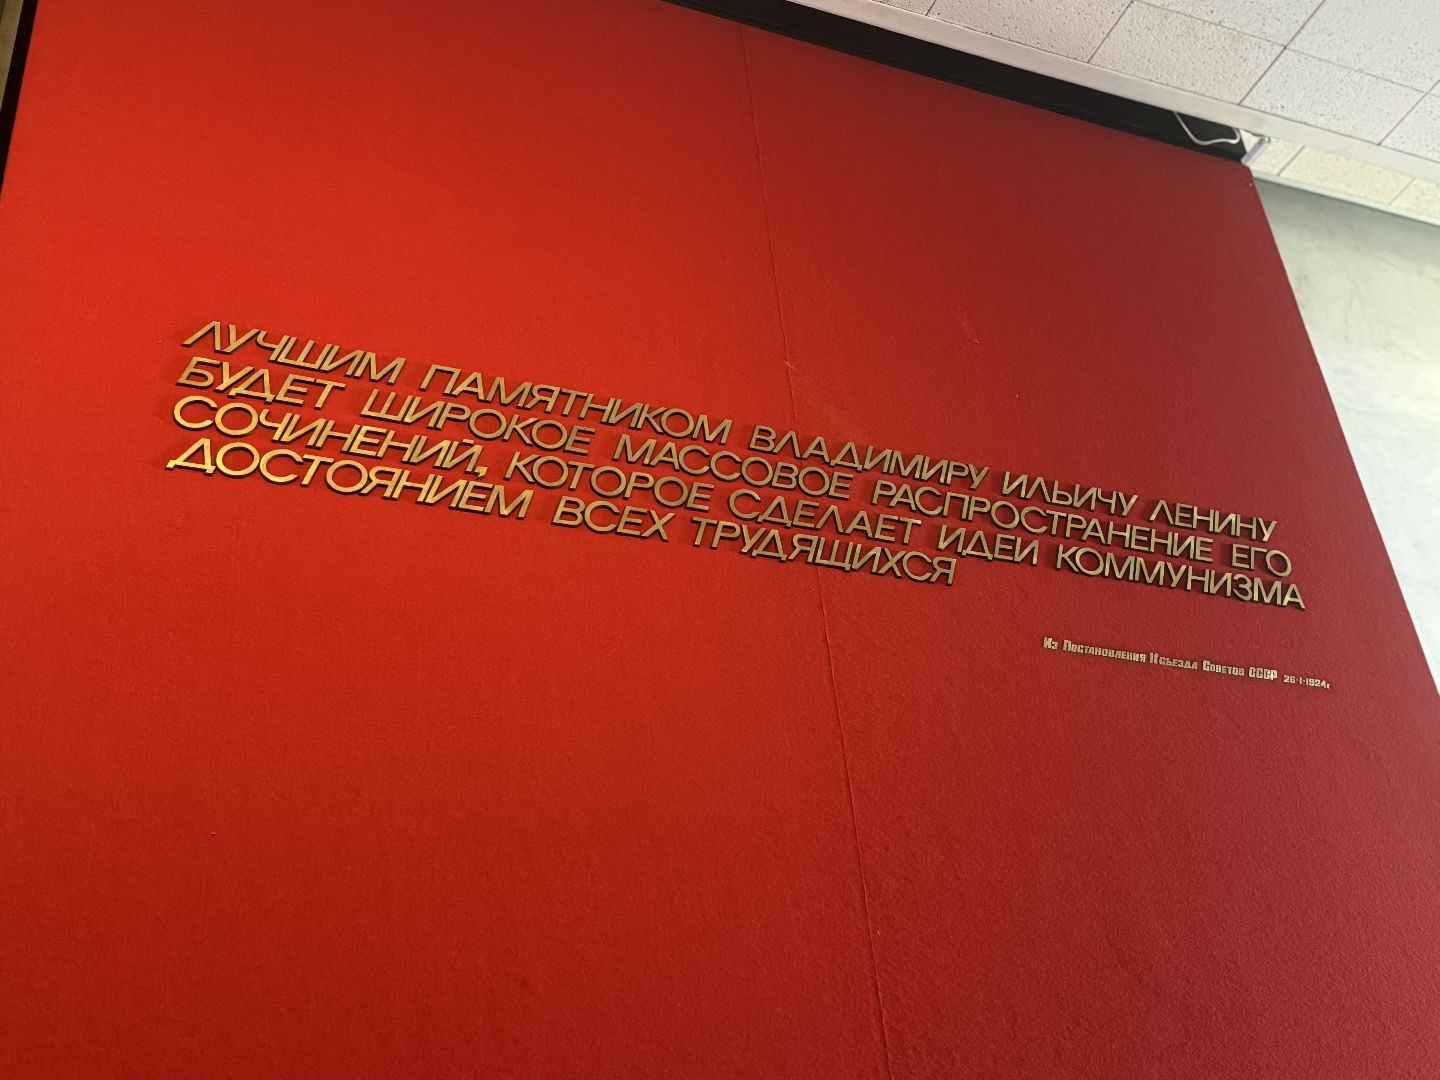 ЛУЧШИМ ПАМЯТНИКОМ ВЛАДИМИРУ ИЛЬИЧУ ЛЕНИНУ
БУДЕТ ШИРОКОЕ МАССОВОЕ РАСПРОСТРАНЕНИЕ ЕГО
СОЧИНЕНИЙ, КОТОРОЕ СДЕЛАЕТ ИДЕИ КОММУНИЗМА
ДОСТОЯНИЕМ ВСЕХ ТРУДЯЩИХСЯ
Из Постановления II съезда Советов СССР 26·I·1924г